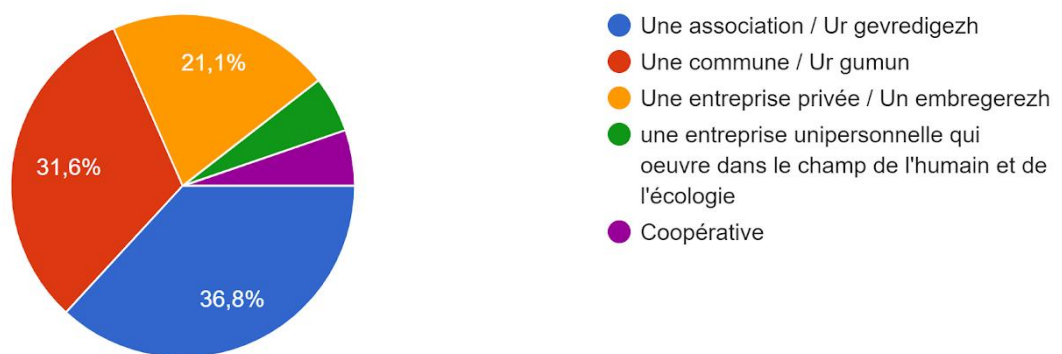 21,1%
31,6%
36,8%
Une association / Ur gevredigezh
Une commune / Ur gumun
Une entreprise privée / Un embregerezh
une entreprise unipersonnelle qui
oeuvre dans le champ de l'humain et de
l'écologie
Coopérative